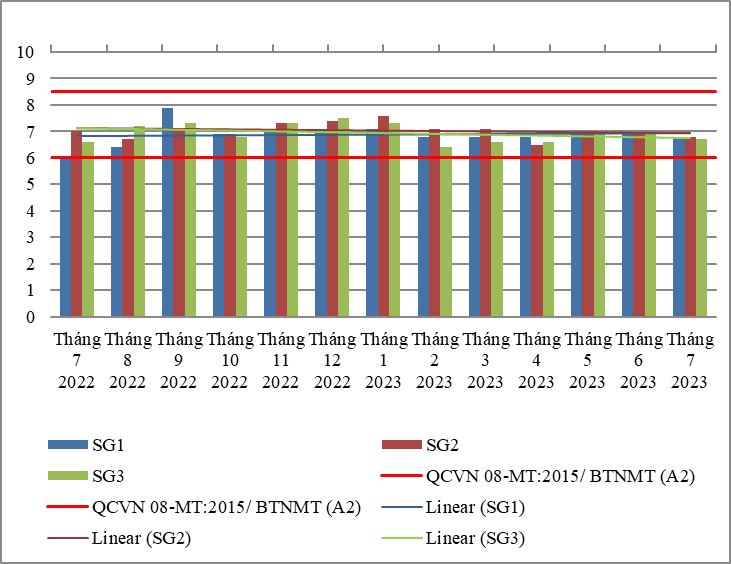 10
9
8
7
6
5
4
3
2
1
0
Tháng Tháng Tháng Tháng Tháng Tháng Tháng Tháng Tháng Tháng Tháng Tháng Tháng
7 8 9 10 11 12 1 2 3 4 5 6 7
2022 2022 2022 2022 2022 2022 2023 2023 2023 2023 2023 2023 2023
SG1 SG2
SG3 QCVN 08-MT:2015/ BTNMT (A2)
QCVN 08-MT:2015/ BTNMT (A2) Linear (SG1)
Linear (SG2) Linear (SG3)